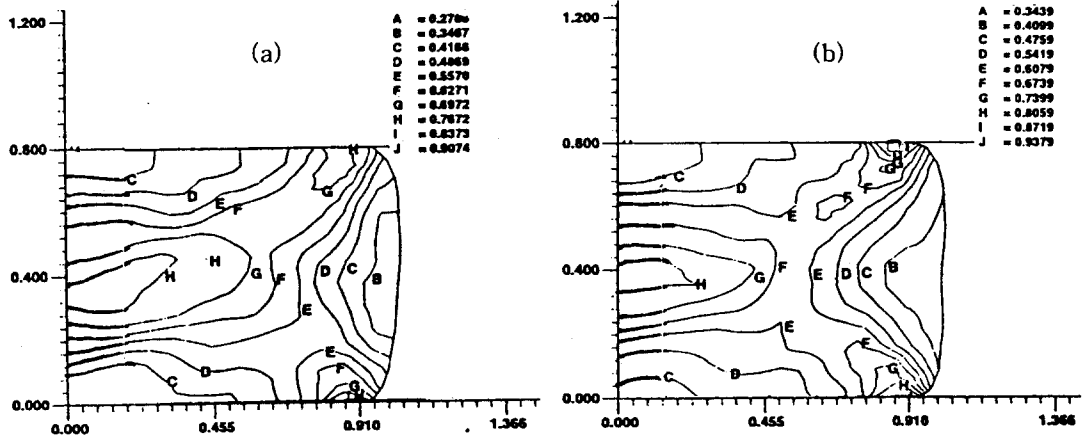 (a)
A =
B = 0.3467
C = 0.4168
D = 0.4869
E = 0.5570
F = 0.6271
G = 0.6972
H = 0.7672
I = 0.8373
J = 0.9074
1.200
0.800
0.400
0.000
0.000 0.455 0.910 1.366
H
C
D
E
F
G
H
H
G
F
D
C
B
E
E
D
C
F
G
H
(b)
A = 0.3439
B = 0.4099
C = 0.4759
D = 0.5419
E = 0.6079
F = 0.6739
G = 0.7399
H = 0.8059
I = 0.8719
J = 0.9379
1.200
0.800
0.400
0.000
0.000 0.455 0.910 1.366
G
C
D
F
F
E
H
G
F
E
D
C
B
E
F
D
C
G
H